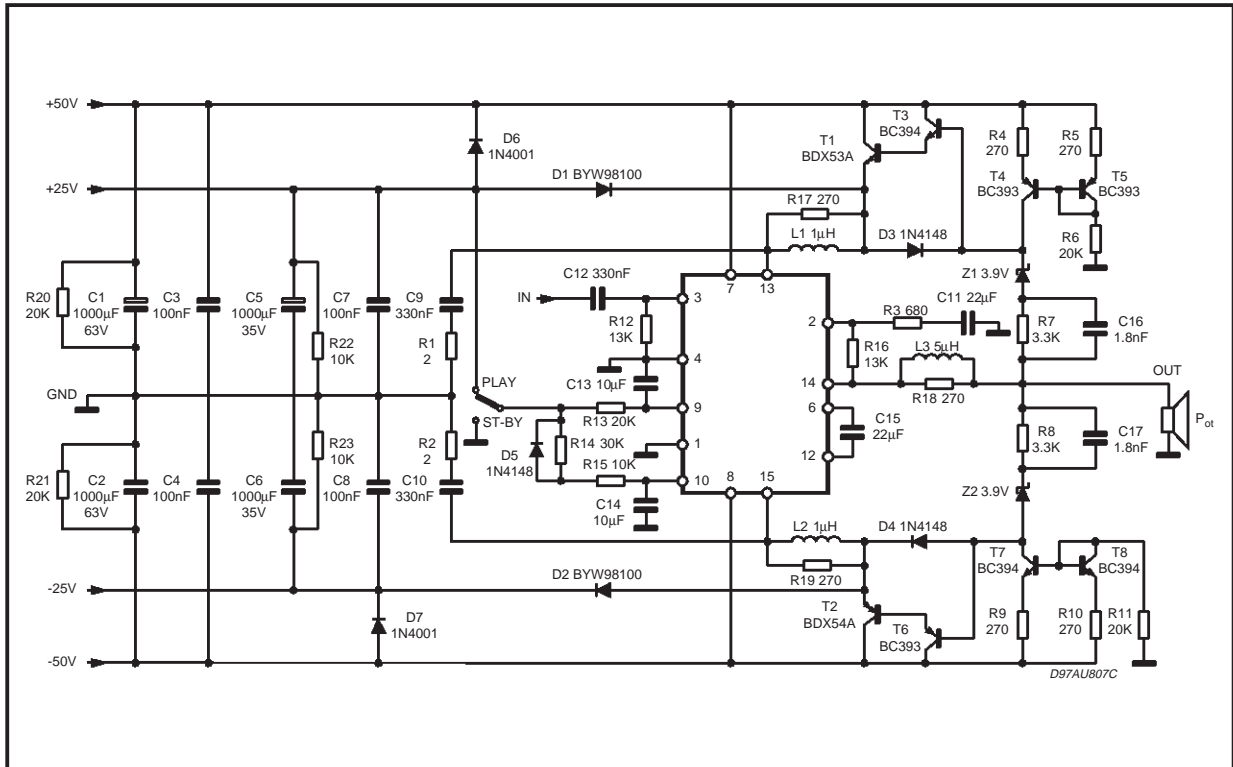 +50V
+25V
GND
-25V
-50V
R20
20K
C1
1000µF
63V
C3
100nF
C5
1000µF
35V
R22
10K
C7
100nF
C9
330nF
R1
2
R21
20K
C2
1000µF
63V
C4
100nF
C6
1000µF
35V
R23
10K
C8
100nF
R2
2
C10
330nF
D6
1N4001
D1 BYW98100
D7
1N4001
D2 BYW98100
PLAY
ST-BY
IN
C12 330nF
R12
13K
C13 10µF
R13 20K
R14 30K
D5
1N4148
R15 10K
C14
10µF
T1
BDX53A
T3
BC394
R17 270
L1 1µH
D3 1N4148
3
4
9
1
10
7
13
8
15
2
14
6
12
R3 680
C11 22µF
R16
13K
L3 5µH
R18 270
C15
22µF
L2 1µH
D4 1N4148
R19 270
T2
BDX54A
T6
BC393
R4
270
R5
270
T4
BC393
T5
BC393
R6
20K
Z1 3.9V
R7
3.3K
C16
1.8nF
OUT
Pot
R8
3.3K
C17
1.8nF
Z2 3.9V
T7
BC394
T8
BC394
R9
270
R10
270
R11
20K
D97AU807C